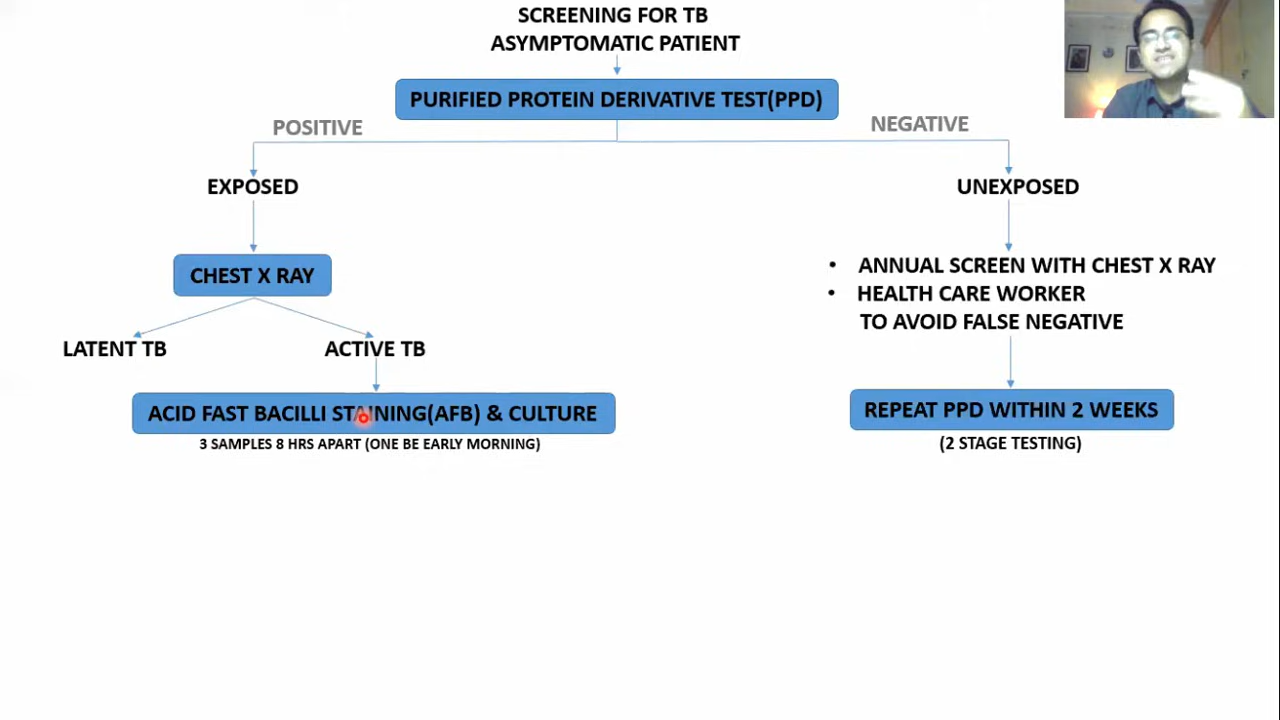 SCREENING FOR TB
ASYMPTOMATIC PATIENT
PURIFIED PROTEIN DERIVATIVE TEST(PPD)
POSITIVE
NEGATIVE
EXPOSED
UNEXPOSED
CHEST X RAY
• ANNUAL SCREEN WITH CHEST X RAY
• HEALTH CARE WORKER
TO AVOID FALSE NEGATIVE
LATENT TB
ACTIVE TB
ACID FAST BACILLI STAINING(AFB) & CULTURE
3 SAMPLES 8 HRS APART (ONE BE EARLY MORNING)
REPEAT PPD WITHIN 2 WEEKS
(2 STAGE TESTING)